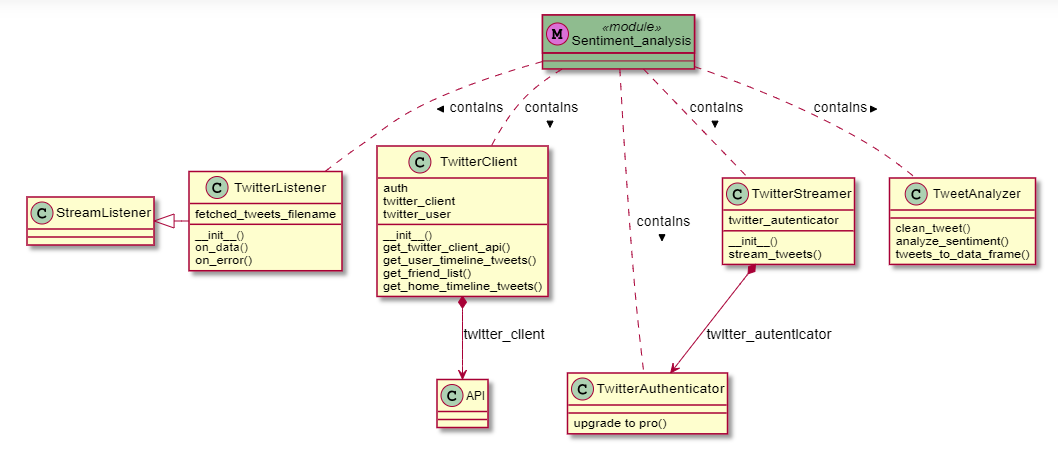 M
«module»
Sentiment_analysis
contains
contains
contains
contains
contains
C StreamListener
C TwitterListener
fetched_tweets_filename
__init__()
on_data()
on_error()
C TwitterClient
auth
twitter_client
twitter_user
__init__()
get_twitter_client_api()
get_user_timeline_tweets()
get_friend_list()
get_home_timeline_tweets()
C TwitterStreamer
twitter_autenticator
__init__()
stream_tweets()
C TweetAnalyzer
clean_tweet()
analyze_sentiment()
tweets_to_data_frame()
twitter_client
twitter_autenticator
C API
C TwitterAuthenticator
upgrade to pro()